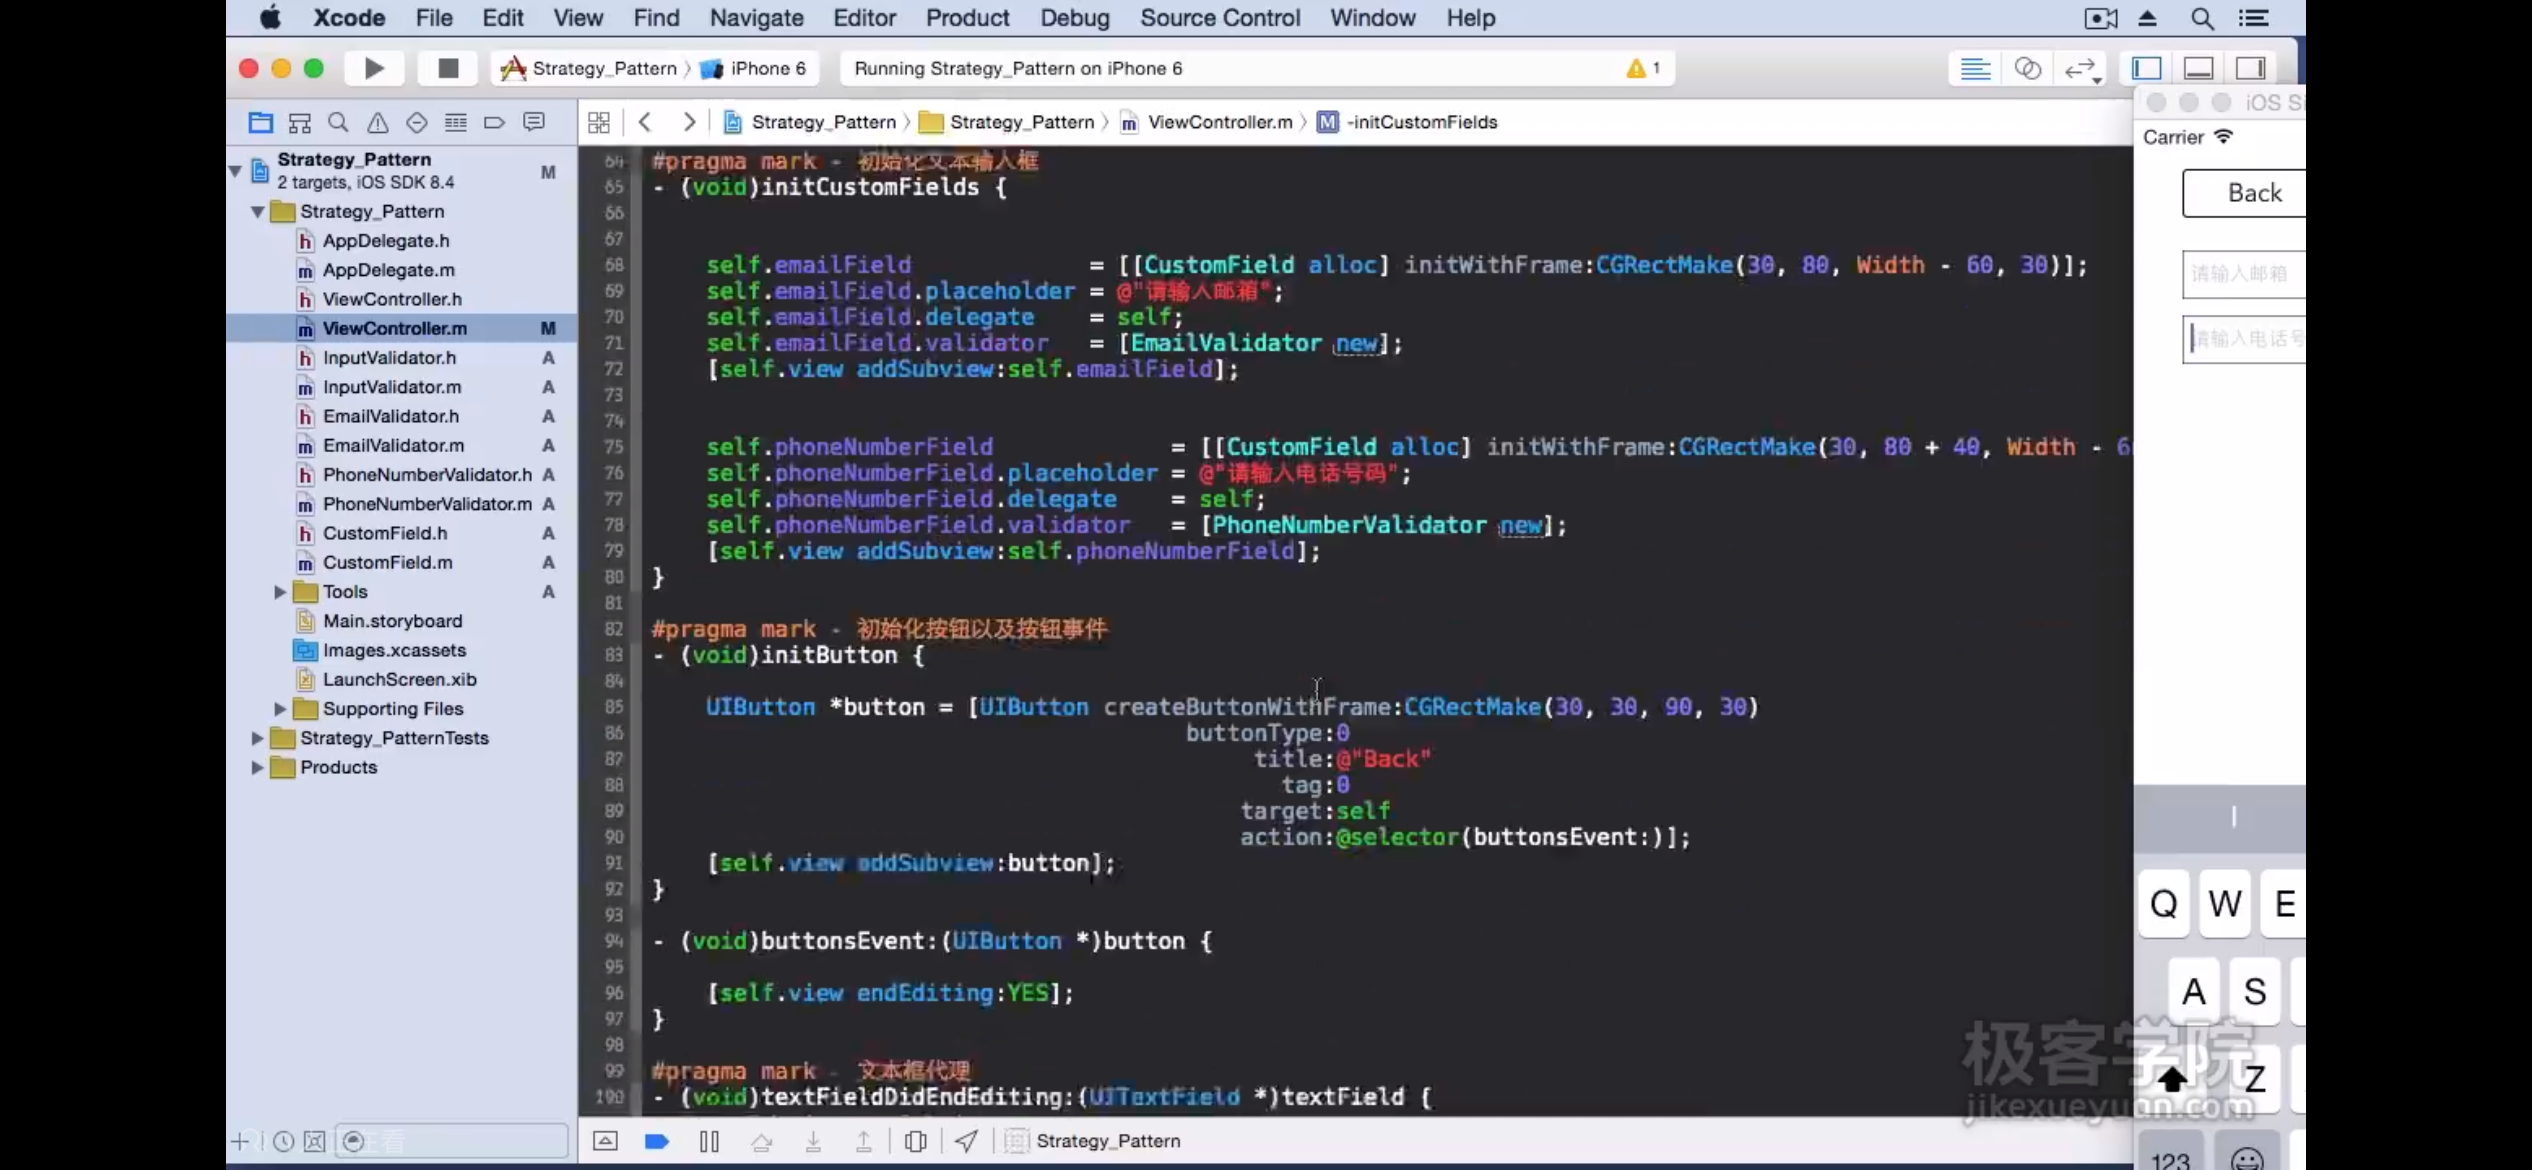 Xcode File Edit View Find Navigate Editor Product Debug Source Control Window Help
Strategy_Pattern iPhone 6
Running Strategy_Pattern on iPhone 6
1
Strategy_Pattern
2 targets, iOS SDK 8.4
M
Strategy_Pattern
AppDelegate.h
AppDelegate.m
ViewController.h
ViewController.m M
InputValidator.h A
InputValidator.m A
EmailValidator.h A
EmailValidator.m A
PhoneNumberValidator.h A
PhoneNumberValidator.m A
CustomField.h A
CustomField.m A
Tools A
Main.storyboard
Images.xcassets
LaunchScreen.xib
Supporting Files
Strategy_PatternTests
Products
Strategy_Pattern Strategy_Pattern ViewController.m M -initCustomFields
64 #pragma mark - 初始化文本输入框
65 - (void)initCustomFields {
66
67
68 self.emailField = [[CustomField alloc] initWithFrame:CGRectMake(30, 80, Width - 60, 30)];
69 self.emailField.placeholder = @"请输入邮箱";
70 self.emailField.delegate = self;
71 self.emailField.validator = [EmailValidator new];
72 [self.view addSubview:self.emailField];
73
74
75 self.phoneNumberField = [[CustomField alloc] initWithFrame:CGRectMake(30, 80 + 40, Width - 6
76 self.phoneNumberField.placeholder = @"请输入电话号码";
77 self.phoneNumberField.delegate = self;
78 self.phoneNumberField.validator = [PhoneNumberValidator new];
79 [self.view addSubview:self.phoneNumberField];
80 }
81
82 #pragma mark - 初始化按钮以及按钮事件
83 - (void)initButton {
84
85 UIButton *button = [UIButton createButtonWithFrame:CGRectMake(30, 30, 90, 30)
86 buttonType:0
87 title:@"Back"
88 tag:0
89 target:self
90 action:@selector(buttonsEvent:)];
91 [self.view addSubview:button];
92 }
93
94 - (void)buttonsEvent:(UIButton *)button {
95
96 [self.view endEditing:YES];
97 }
98
99 #pragma mark - 文本框代理
100 - (void)textFieldDidEndEditing:(UITextField *)textField {
Strategy_Pattern
iOS Si
Carrier
Back
请输入邮箱
请输入电话号
I
Q W E
A S
Z
123
极客学院
jikexueyuan.com